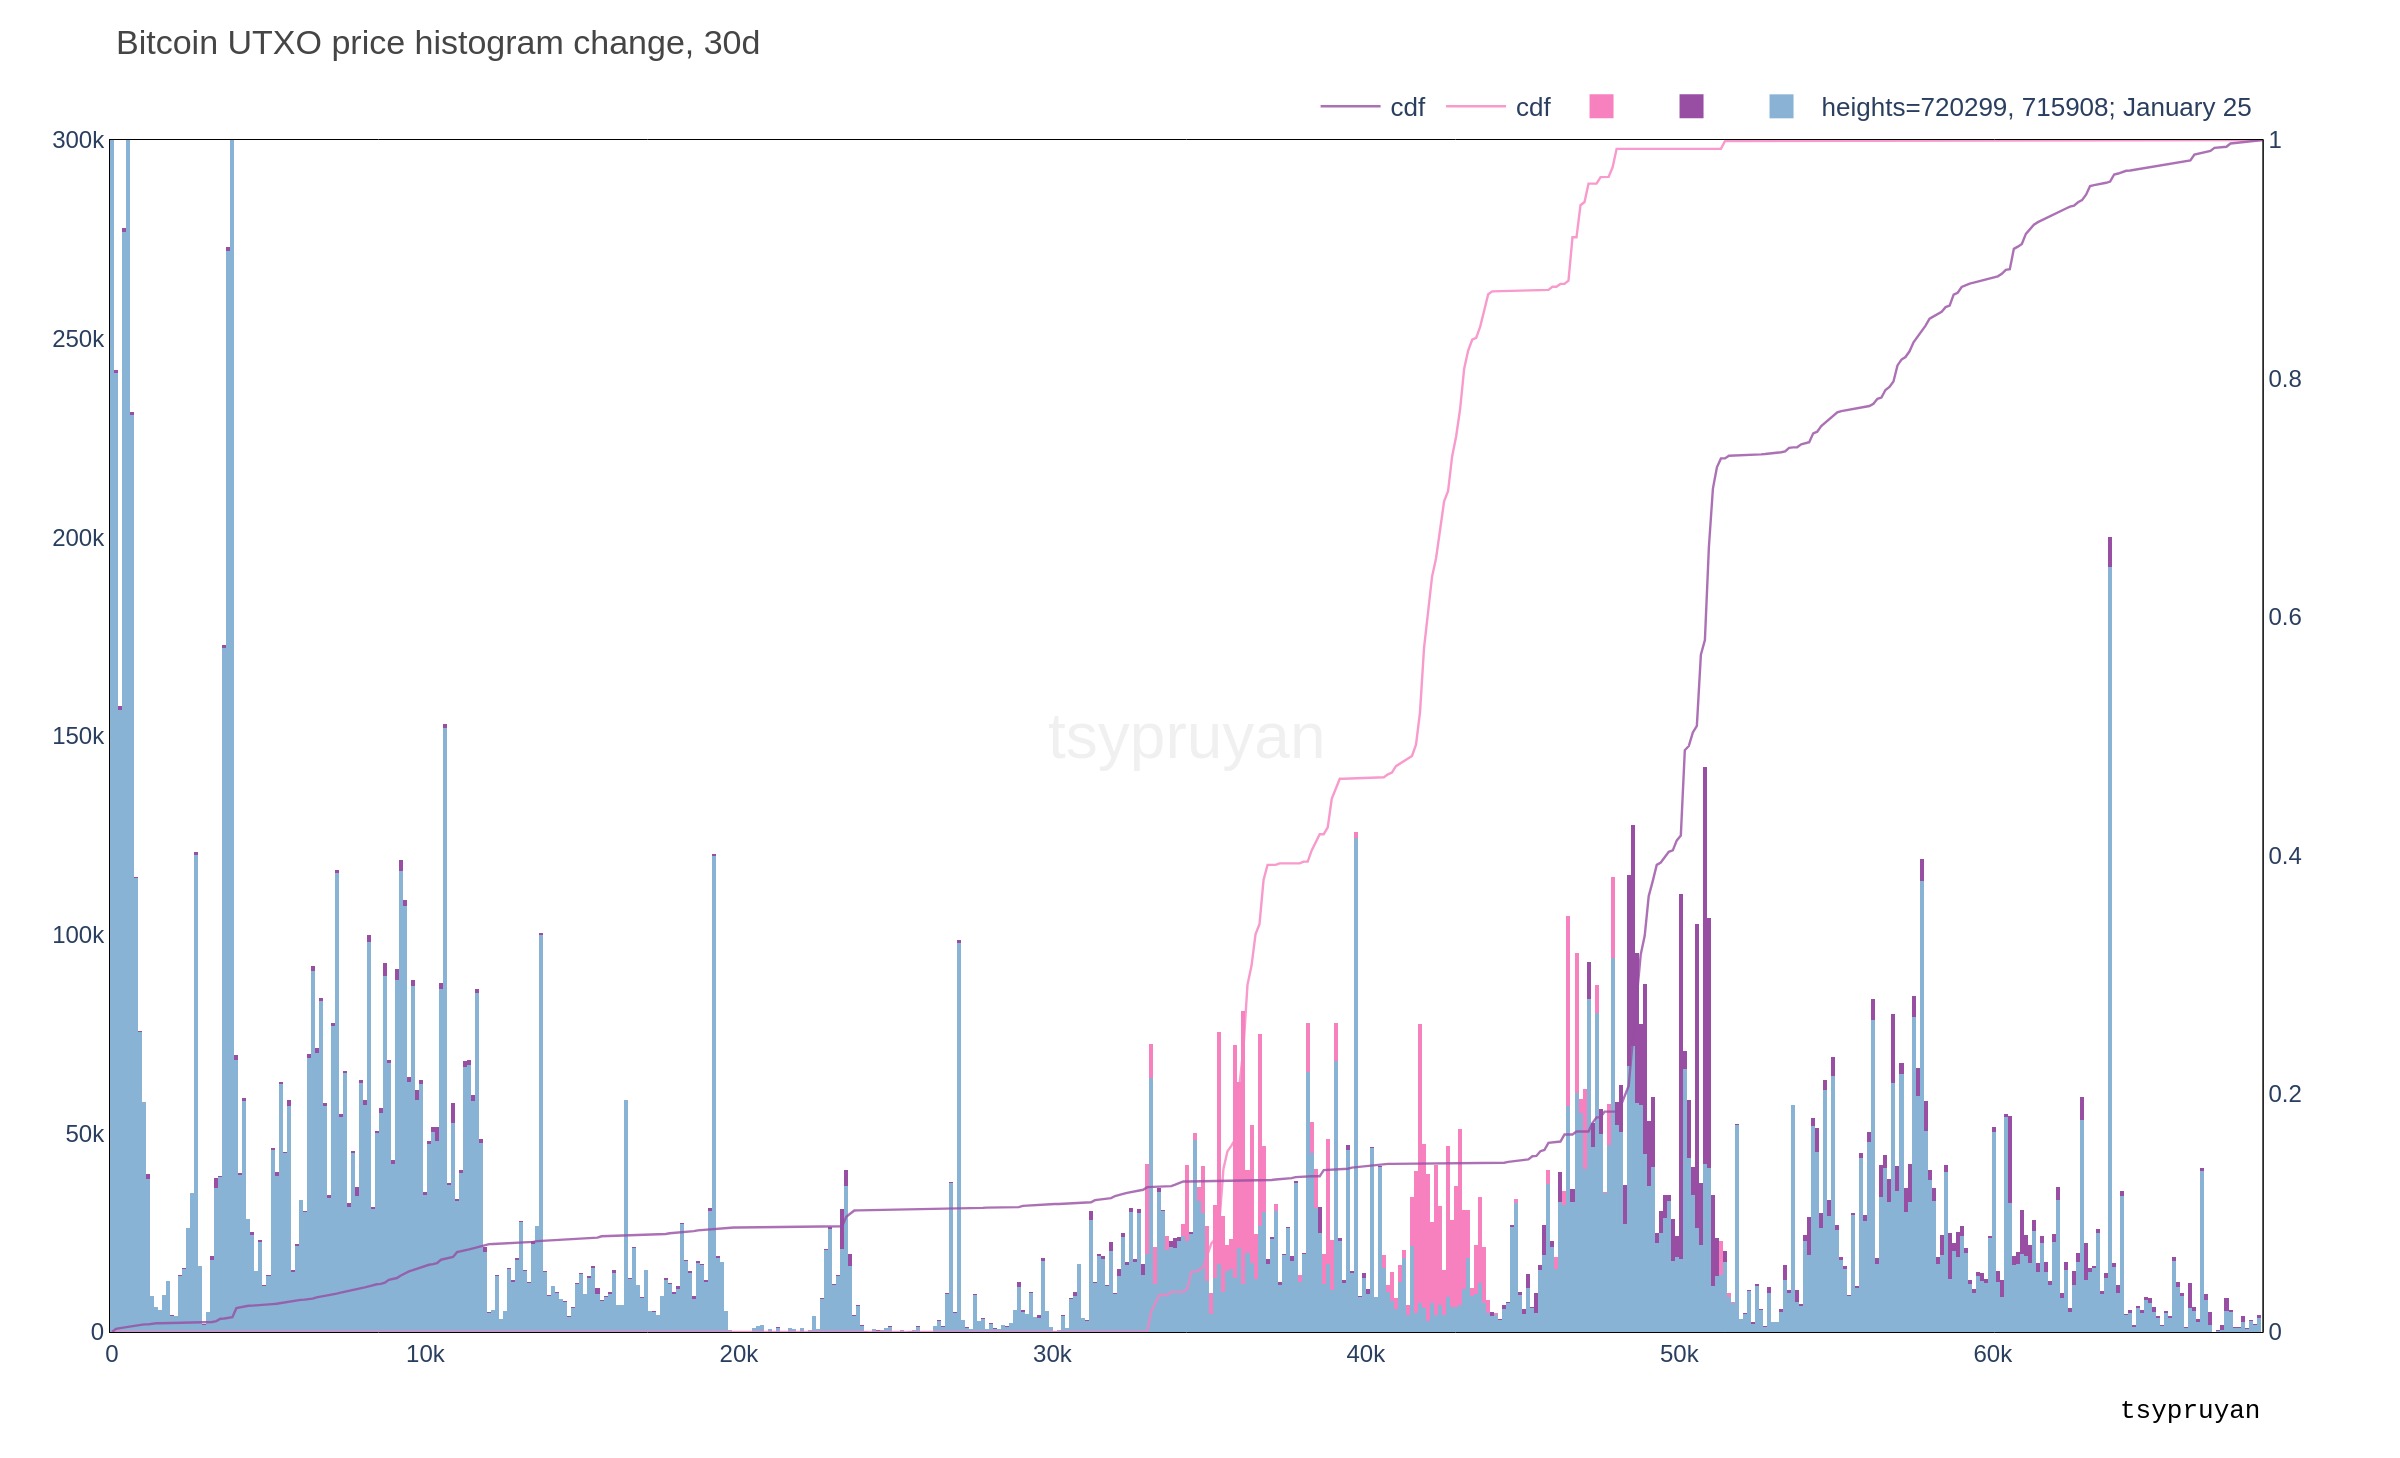 Bitcoin UTXO price histogram change, 30d
cdf cdf heights=720299, 715908; January 25
300k 1
250k
0.8
200k
0.6
150k
tsypruyan
0.4
100k
0.2
50k
0 0
0 10k 20k 30k 40k 50k 60k
tsypruyan